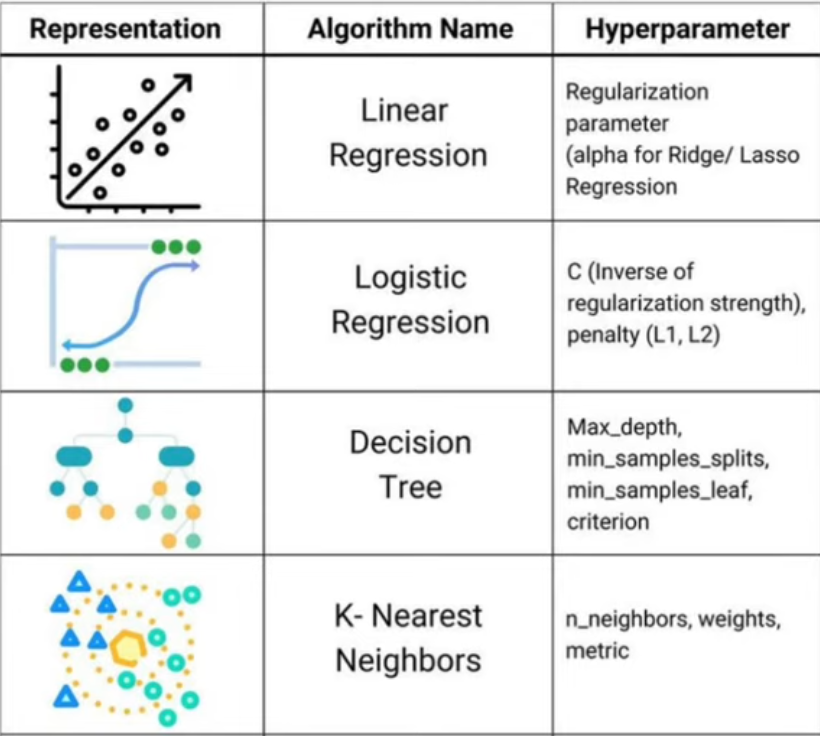 Representation
Algorithm Name
Hyperparameter
Linear
Regression
Regularization
parameter
(alpha for Ridge/ Lasso
Regression
Logistic
Regression
C (Inverse of
regularization strength),
penalty (L1, L2)
Decision
Tree
Max_depth,
min_samples_splits,
min_samples_leaf,
criterion
K- Nearest
Neighbors
n_neighbors, weights,
metric